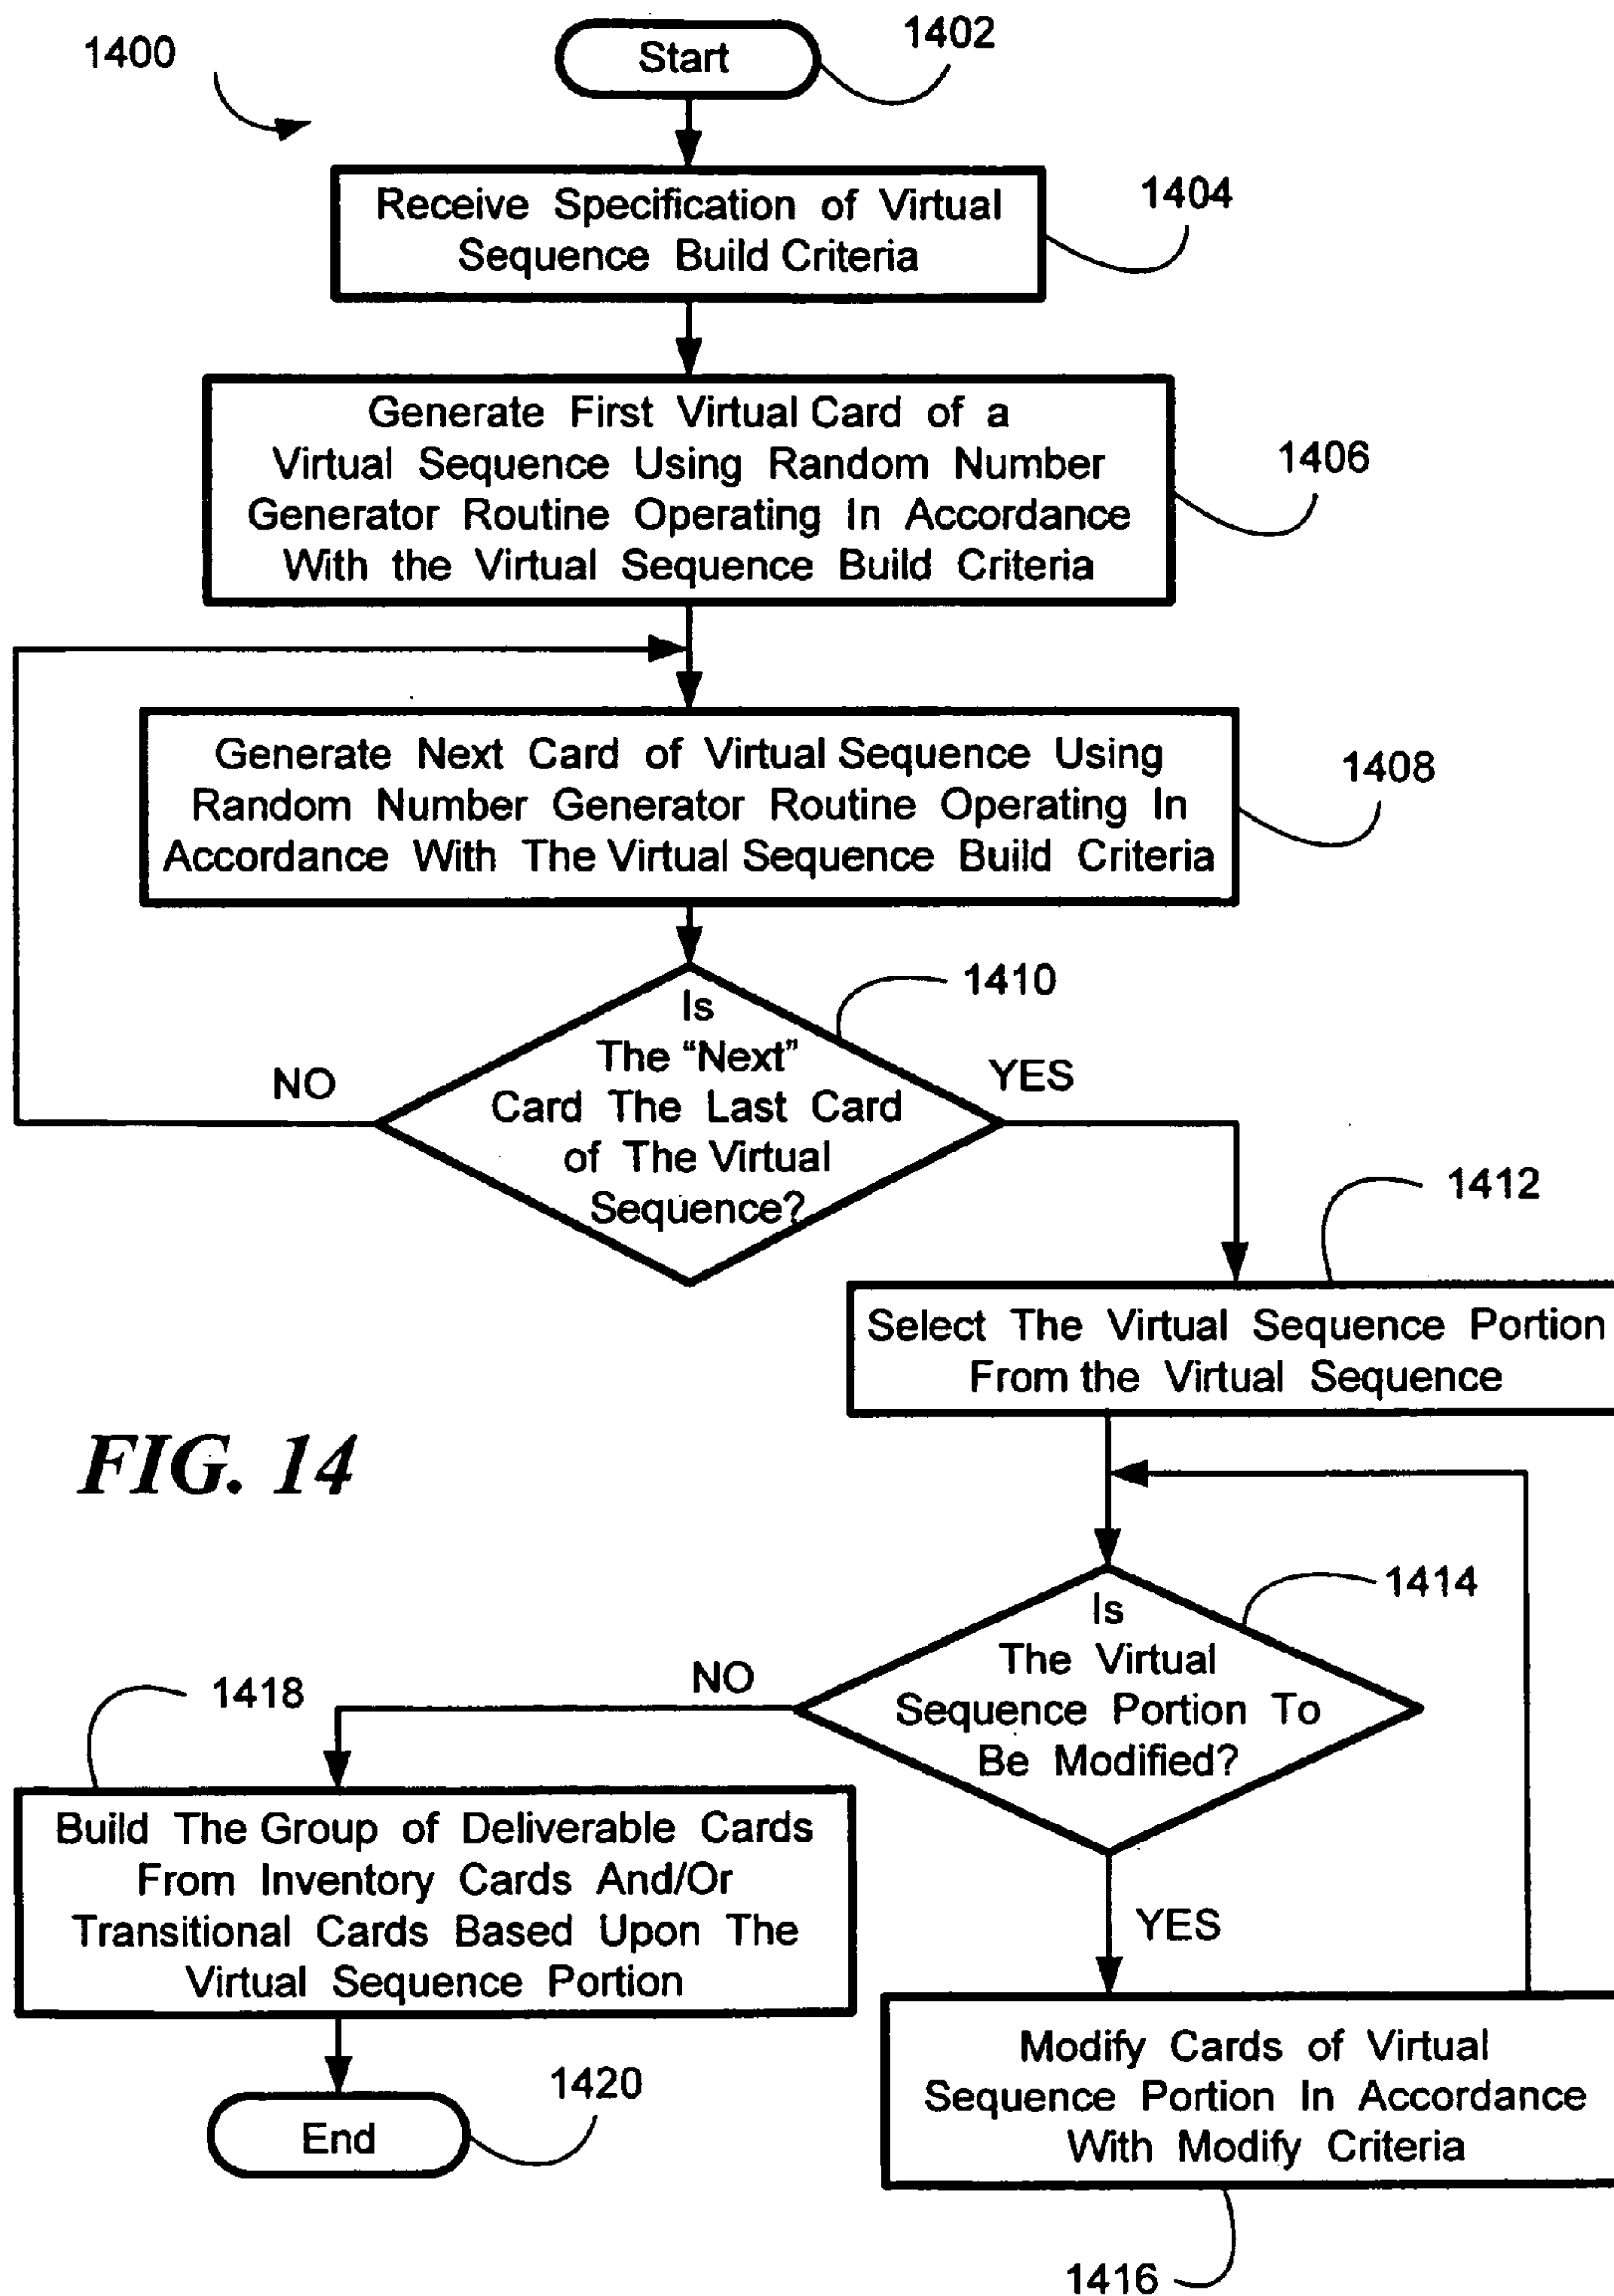 1400
Start
1402
Receive Specification of Virtual
Sequence Build Criteria
1404
Generate First Virtual Card of a
Virtual Sequence Using Random Number
Generator Routine Operating In Accordance
With the Virtual Sequence Build Criteria
1406
Generate Next Card of Virtual Sequence Using
Random Number Generator Routine Operating In
Accordance With The Virtual Sequence Build Criteria
1408
Is
The “Next”
Card The Last Card
of The Virtual
Sequence?
1410
NO
YES
1412
Select The Virtual Sequence Portion
From the Virtual Sequence
FIG. 14
Is
The Virtual
Sequence Portion To
Be Modified?
1414
NO
YES
1418
Build The Group of Deliverable Cards
From Inventory Cards And/Or
Transitional Cards Based Upon The
Virtual Sequence Portion
Modify Cards of Virtual
Sequence Portion In Accordance
With Modify Criteria
1416
End
1420